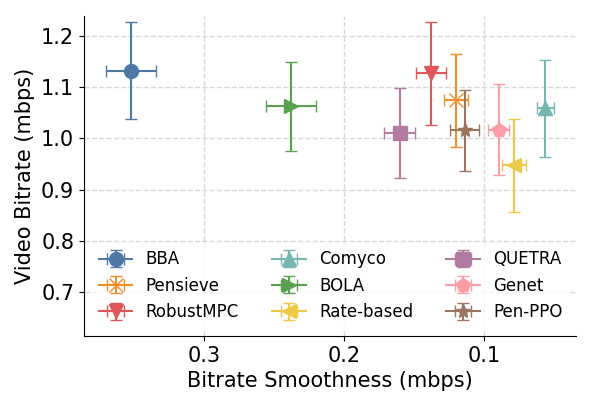 Video Bitrate (mbps)
1.2
1.1
1.0
0.9
0.8
0.7
BBA Comyco QUETRA
Pensieve BOLA Genet
RobustMPC Rate-based Pen-PPO
0.3 0.2 0.1
Bitrate Smoothness (mbps)